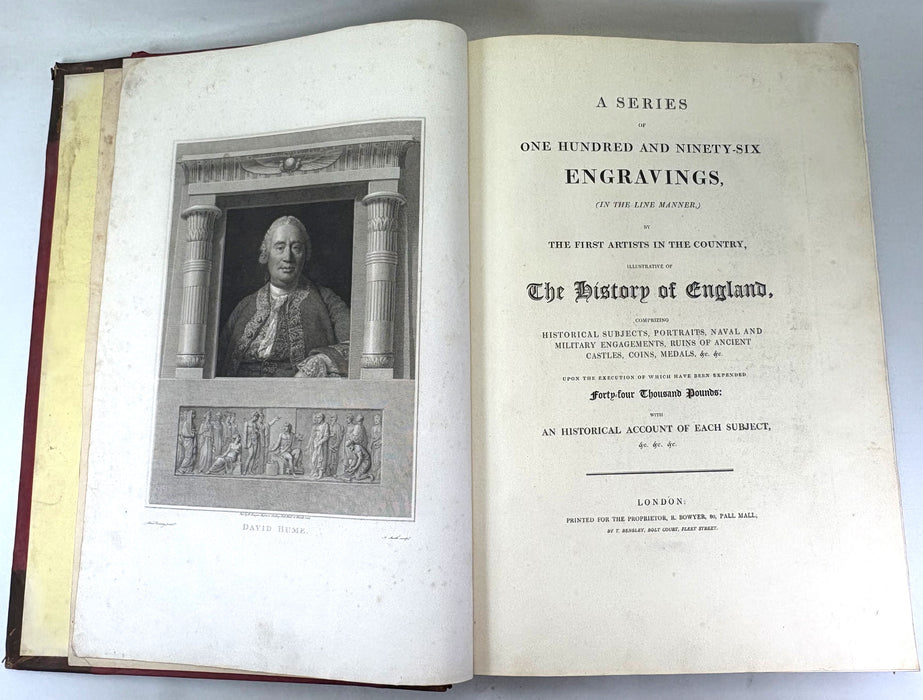 DAVID HUME.
A SERIES
OF
ONE HUNDRED AND NINETY-SIX
ENGRAVINGS,
(IN THE LINE MANNER,)
BY
THE FIRST ARTISTS IN THE COUNTRY,
ILLUSTRATIVE OF
The History of England,
COMPRIZING
HISTORICAL SUBJECTS, PORTRAITS, NAVAL AND
MILITARY ENGAGEMENTS, RUINS OF ANCIENT
CASTLES, COINS, MEDALS, &c. &c.
UPON THE EXECUTION OF WHICH HAVE BEEN EXPENDED
Forty-four Thousand Pounds:
WITH
AN HISTORICAL ACCOUNT OF EACH SUBJECT,
&c. &c. &c.
LONDON:
PRINTED FOR THE PROPRIETOR, R. BOWYER, 80, PALL MALL,
BY T. BENSLEY, BOLT COURT, FLEET STREET.